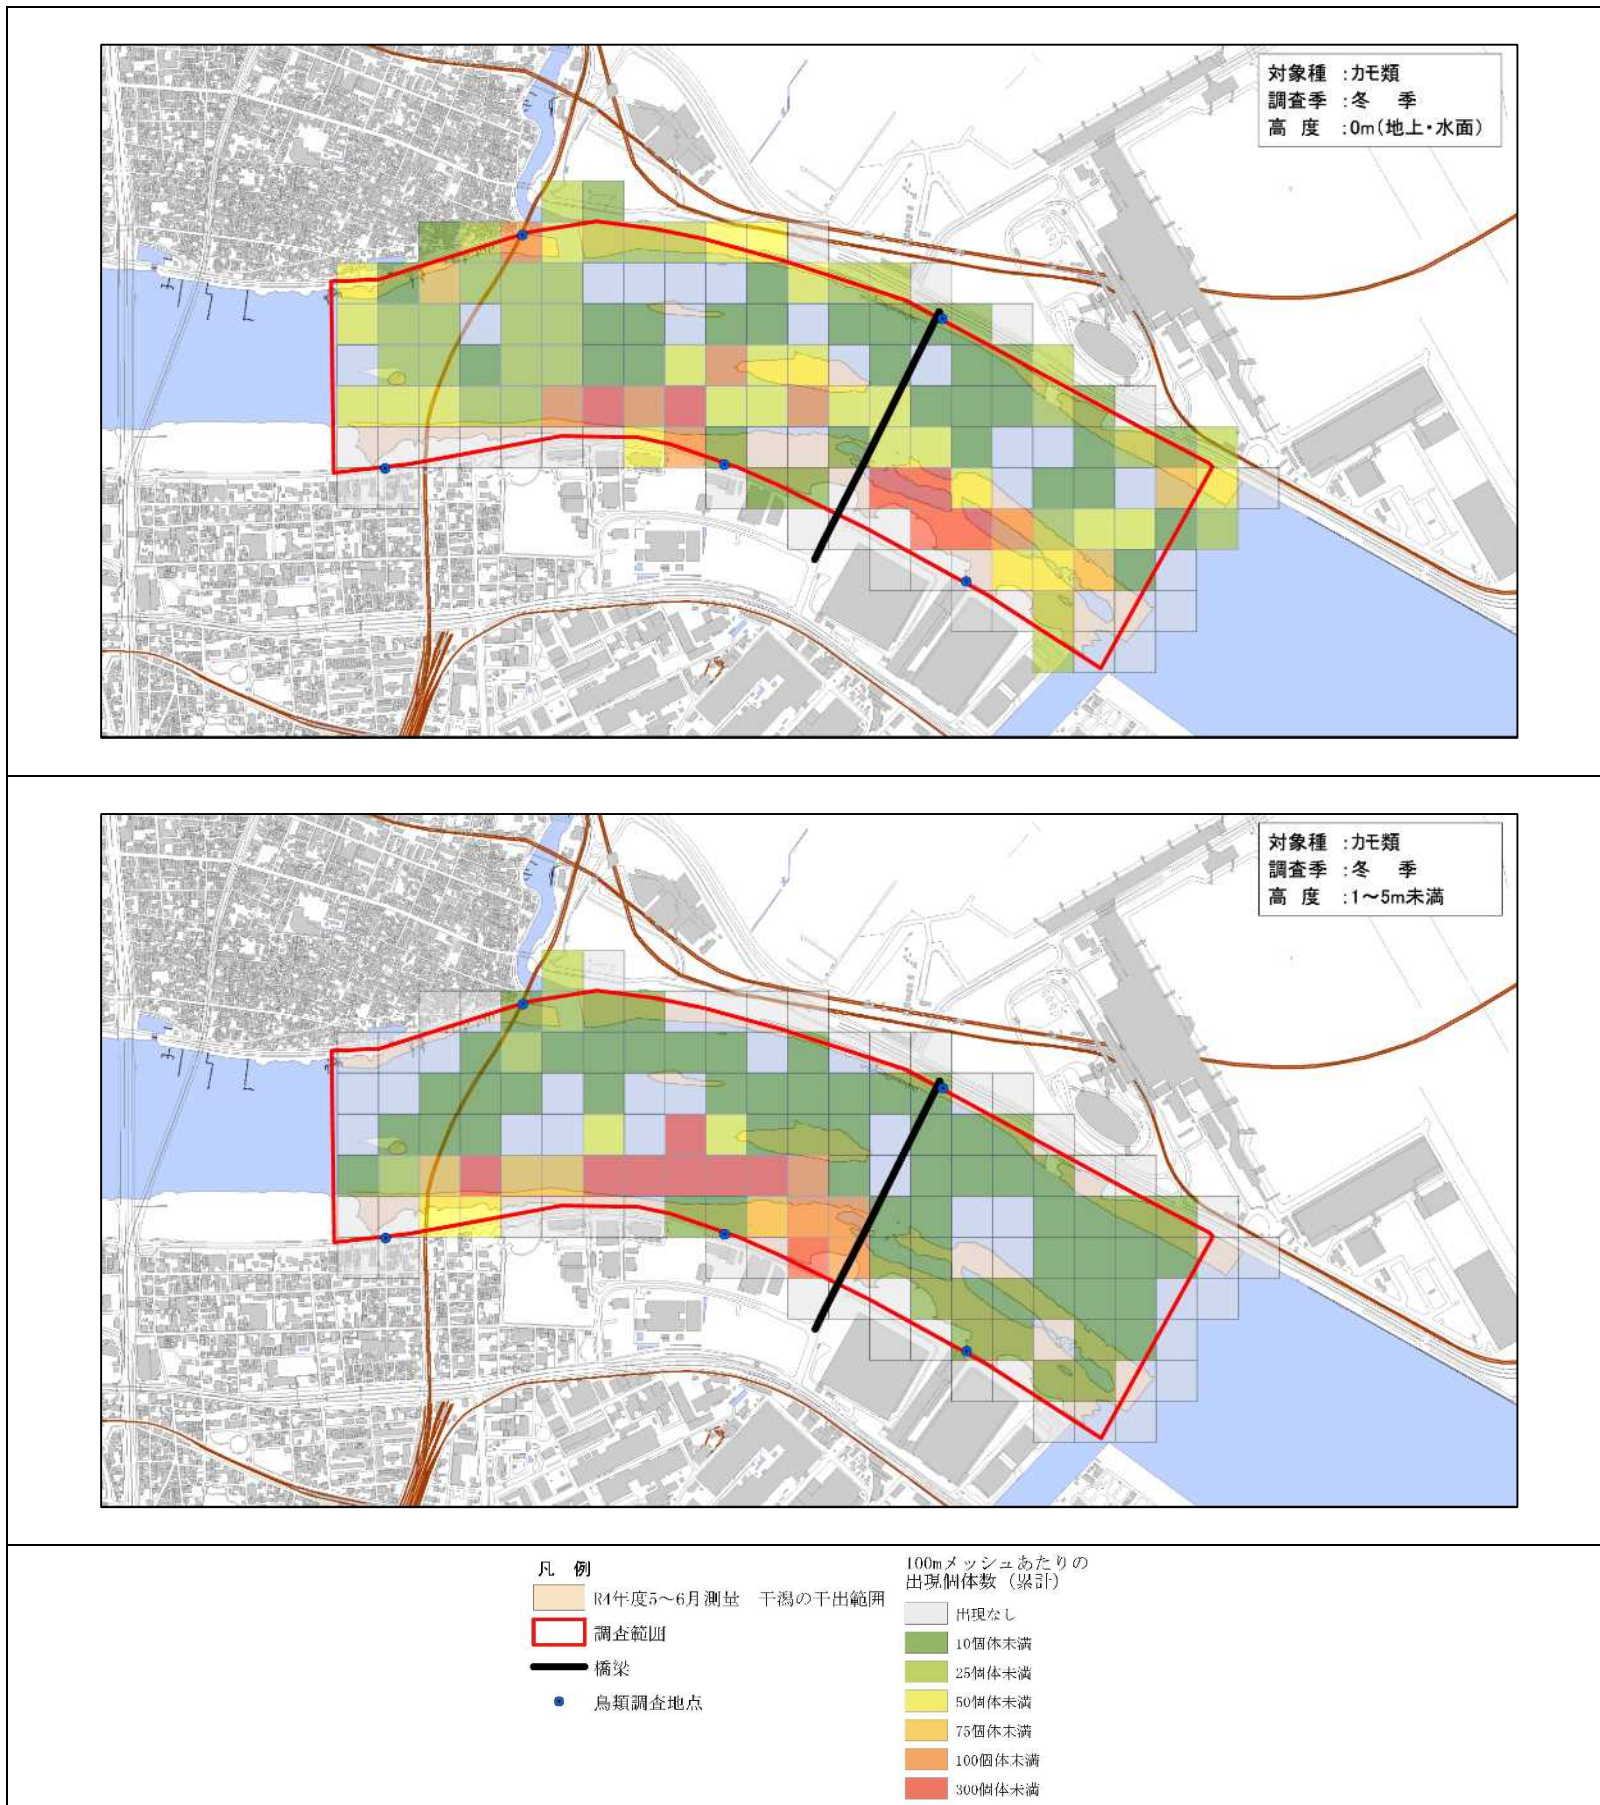 対象種 :カモ類
調査季 :冬 季
高 度 :0m(地上・水面)
対象種 :カモ類
調査季 :冬 季
高 度 :1～5m未満
凡 例
R4年度5～6月測量 干潟の干出範囲
調査範囲
橋梁
鳥類調査地点
100mメッシュあたりの
出現個体数（累計）
出現なし
10個体未満
25個体未満
50個体未満
75個体未満
100個体未満
300個体未満